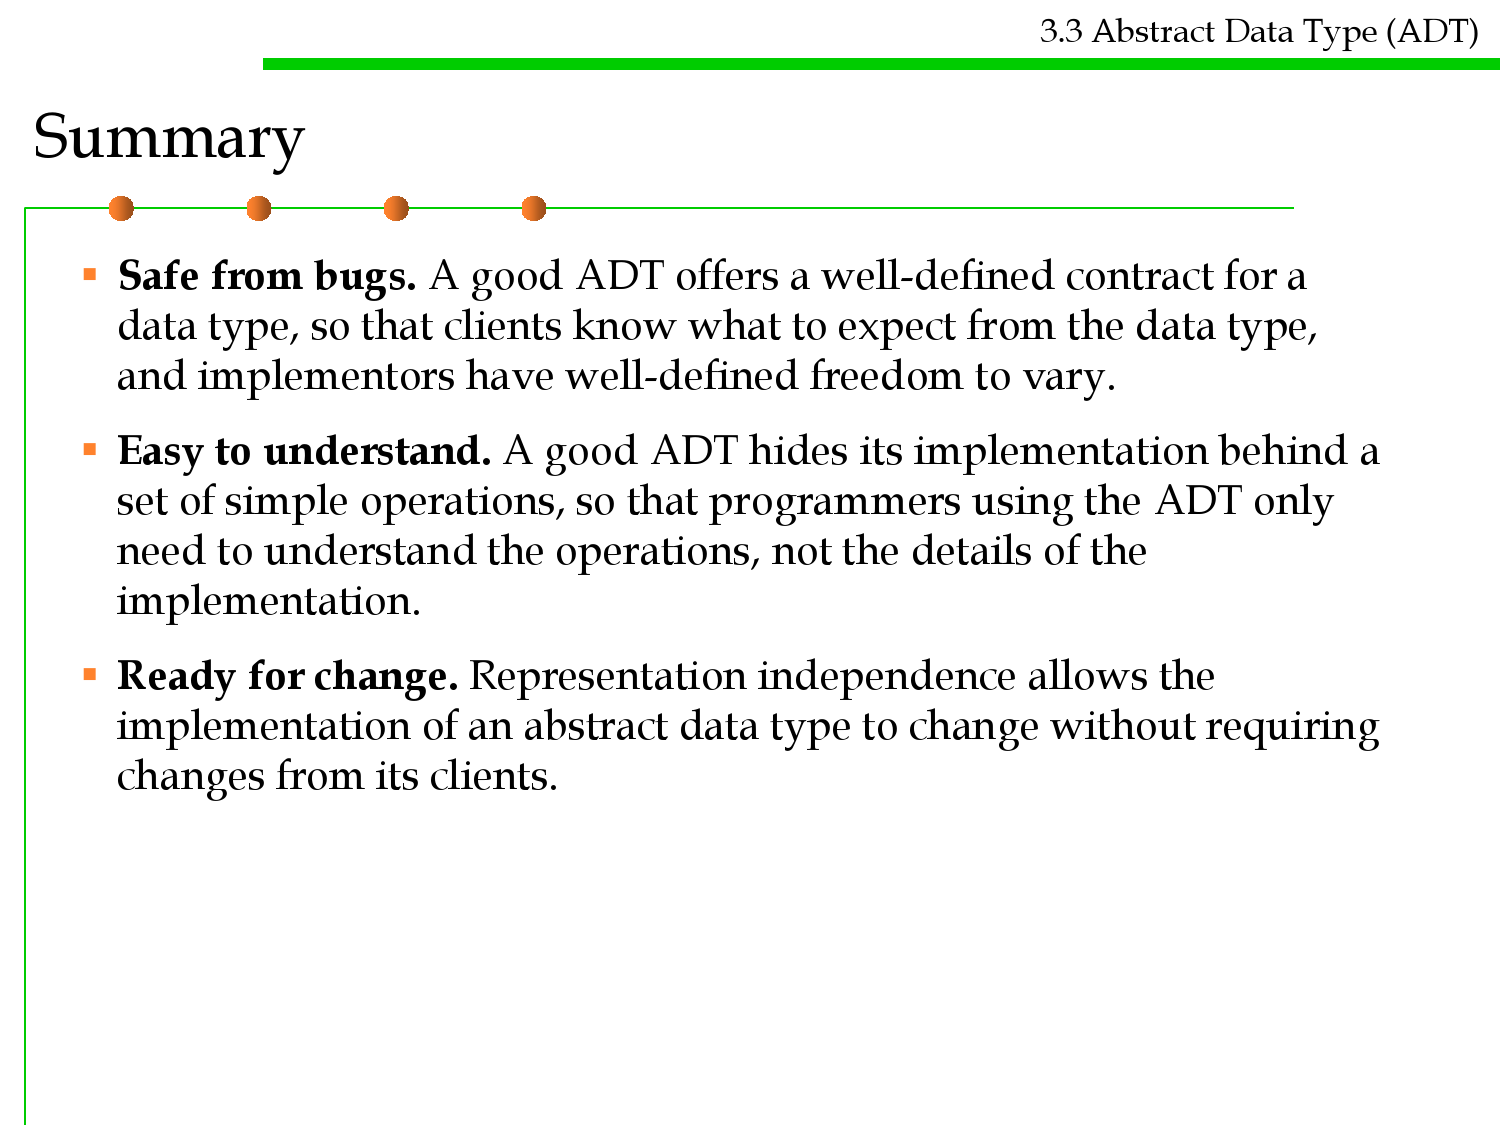 3.3 Abstract Data Type (ADT)
Summary
▪ Safe from bugs. A good ADT offers a well-defined contract for a
data type, so that clients know what to expect from the data type,
and implementors have well-defined freedom to vary.
▪ Easy to understand. A good ADT hides its implementation behind a
set of simple operations, so that programmers using the ADT only
need to understand the operations, not the details of the
implementation.
▪ Ready for change. Representation independence allows the
implementation of an abstract data type to change without requiring
changes from its clients.